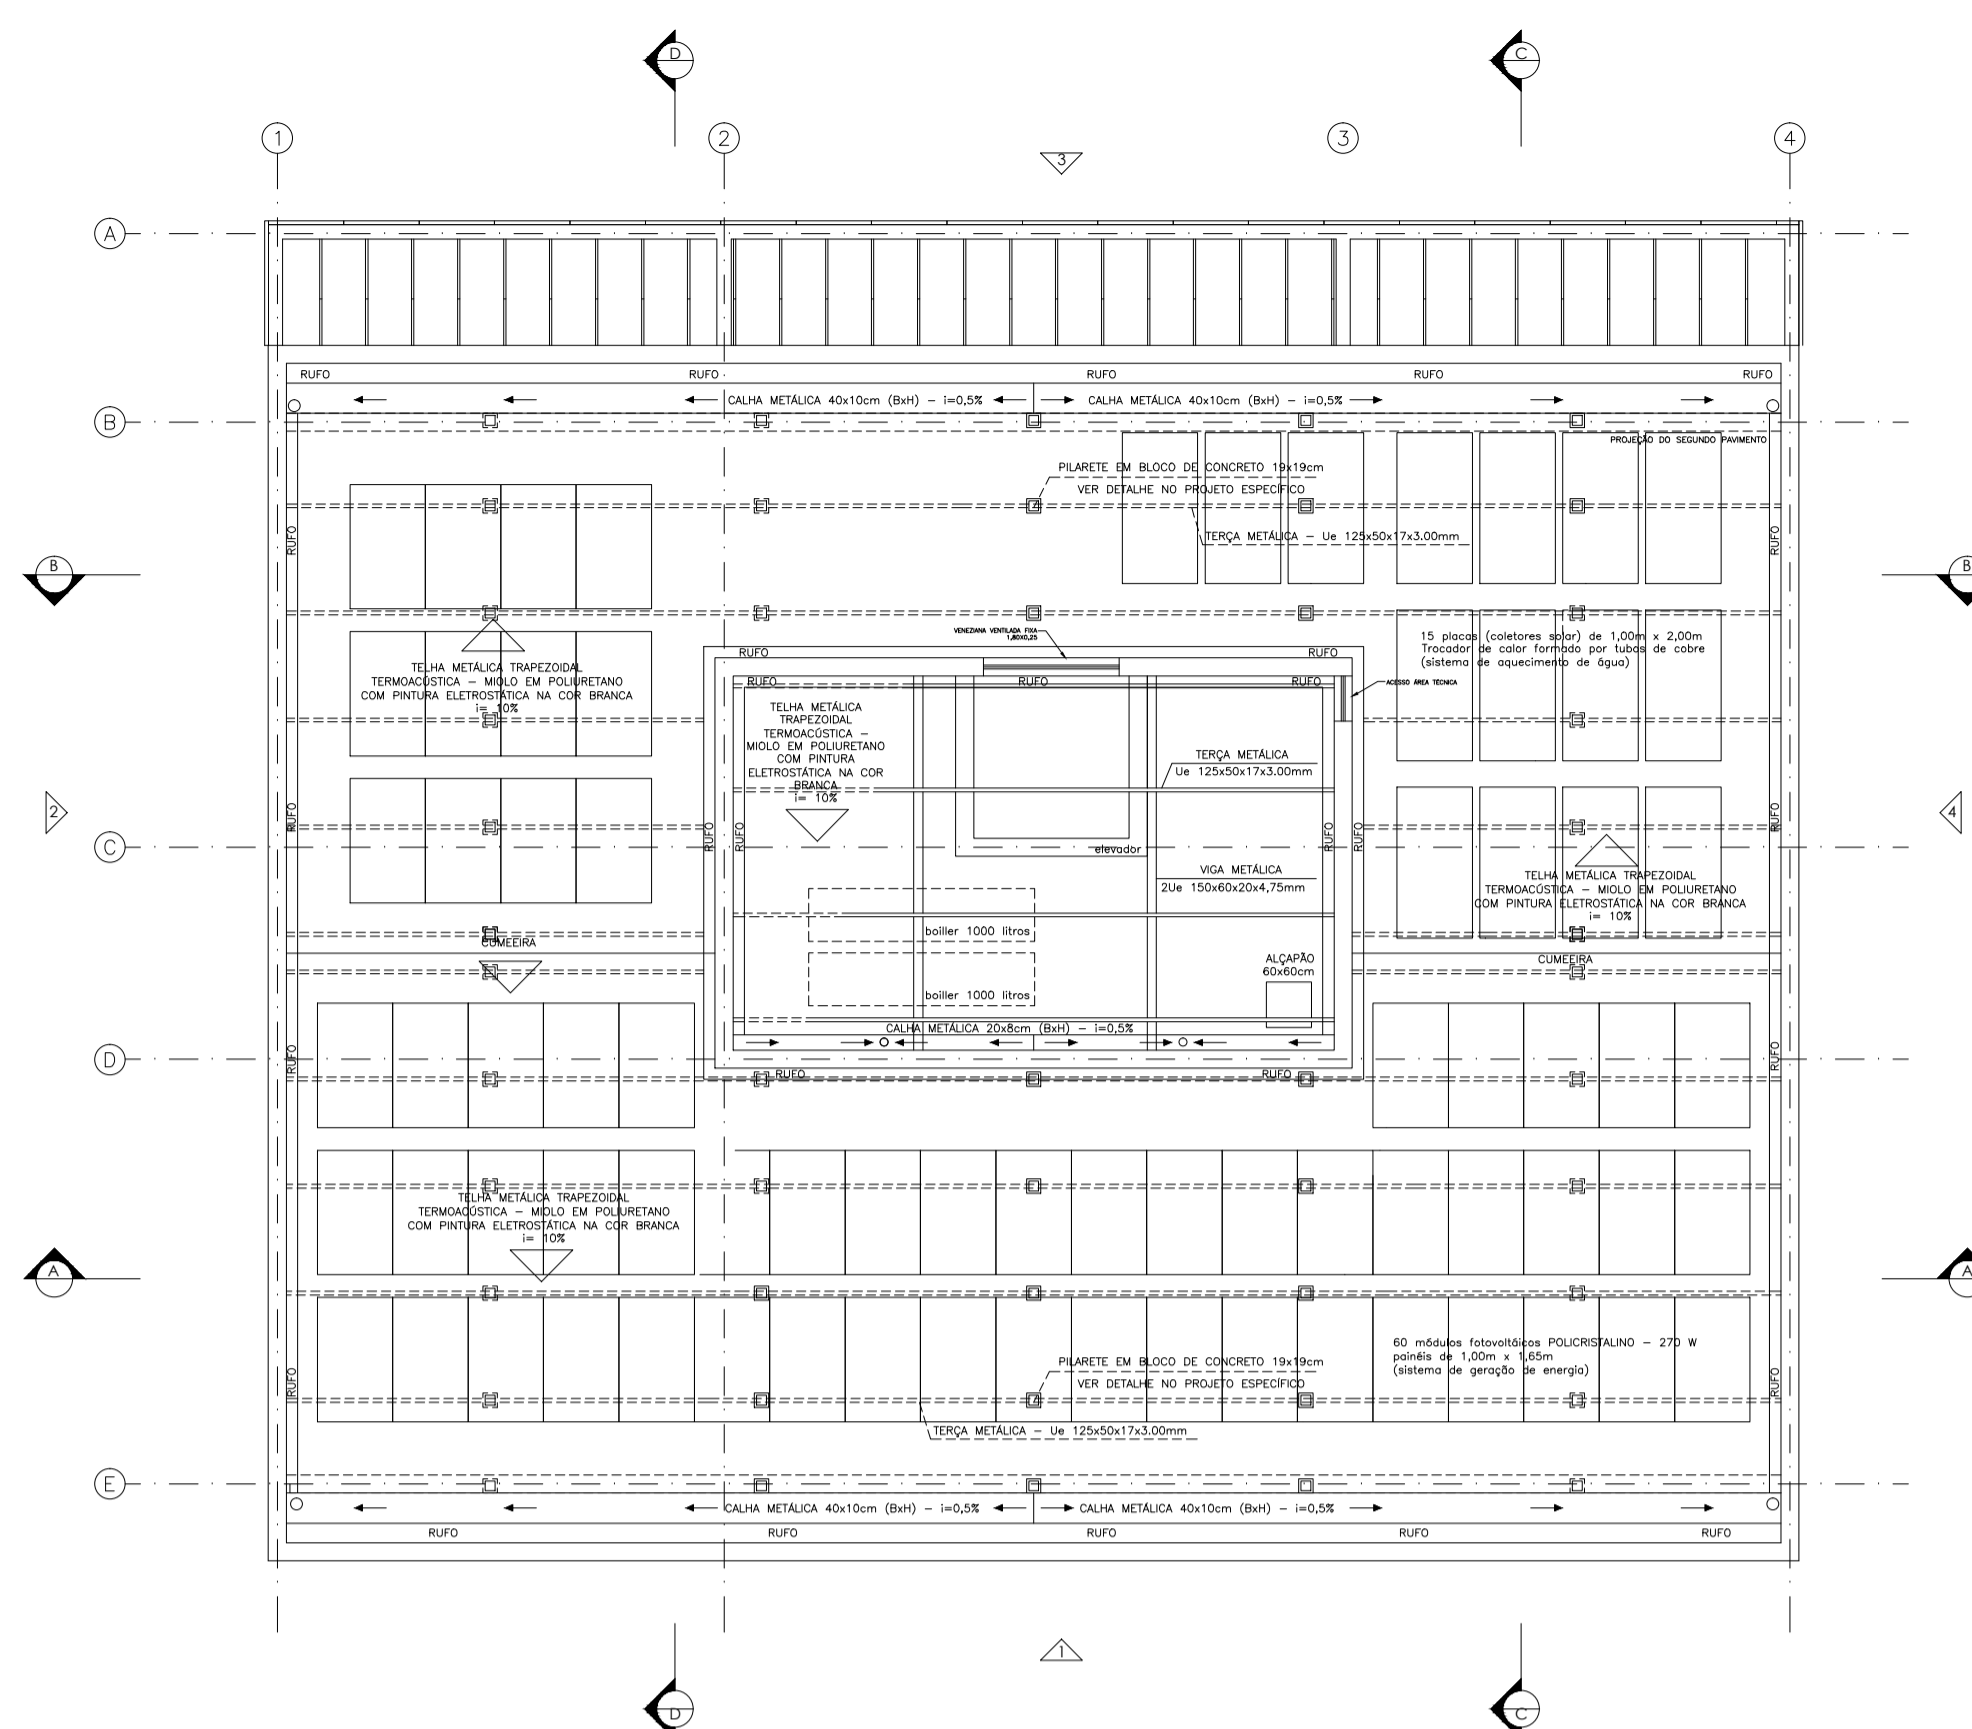 D
C
1
2
3
4
3
A
RUFO
RUFO
RUFO
RUFO
RUFO
CALHA METÁLICA 40x10cm (BxH) - i=0,5%
CALHA METÁLICA 40x10cm (BxH) - i=0,5%
B
PROJEÇÃO DO SEGUNDO PAVIMENTO
PILARETE EM BLOCO DE CONCRETO 19x19cm
VER DETALHE NO PROJETO ESPECÍFICO
RUFO
TERÇA METÁLICA - Ue 125x50x17x3.00mm
RUFO
B
B
VENEZIANA VENTILADA FIXA
1,80X0,25
15 placas (coletores solar) de 1,00m x 2,00m
Trocador de calor formado por tubos de cobre
(sistema de aquecimento de água)
RUFO
RUFO
TELHA METÁLICA TRAPEZOIDAL
TERMOACÚSTICA - MIOLO EM POLIURETANO
COM PINTURA ELETROSTÁTICA NA COR BRANCA
i= 10%
RUFO
RUFO
RUFO
ACESSO ÁREA TÉCNICA
TELHA METÁLICA
TRAPEZOIDAL
TERMOACÚSTICA -
MIOLO EM POLIURETANO
COM PINTURA
ELETROSTÁTICA NA COR
BRANCA
i= 10%
TERÇA METÁLICA
Ue 125x50x17x3.00mm
2
RUFO
RUFO
RUFO
RUFO
RUFO
RUFO
4
C
elevador
VIGA METÁLICA
2Ue 150x60x20x4,75mm
TELHA METÁLICA TRAPEZOIDAL
TERMOACÚSTICA - MIOLO EM POLIURETANO
COM PINTURA ELETROSTÁTICA NA COR BRANCA
i= 10%
boiller 1000 litros
CUMEEIRA
ALÇAPÃO
60x60cm
CUMEEIRA
boiller 1000 litros
CALHA METÁLICA 20x8cm (BxH) - i=0,5%
D
RUFO
RUFO
RUFO
RUFO
TELHA METÁLICA TRAPEZOIDAL
TERMOACÚSTICA - MIOLO EM POLIURETANO
COM PINTURA ELETROSTÁTICA NA COR BRANCA
i= 10%
A
A
60 módulos fotovoltáicos POLICRISTALINO - 270 W
painéis de 1,00m x 1,65m
(sistema de geração de energia)
PILARETE EM BLOCO DE CONCRETO 19x19cm
VER DETALHE NO PROJETO ESPECÍFICO
RUFO
RUFO
TERÇA METÁLICA - Ue 125x50x17x3.00mm
E
CALHA METÁLICA 40x10cm (BxH) - i=0,5%
CALHA METÁLICA 40x10cm (BxH) - i=0,5%
RUFO
RUFO
RUFO
RUFO
RUFO
1
D
C